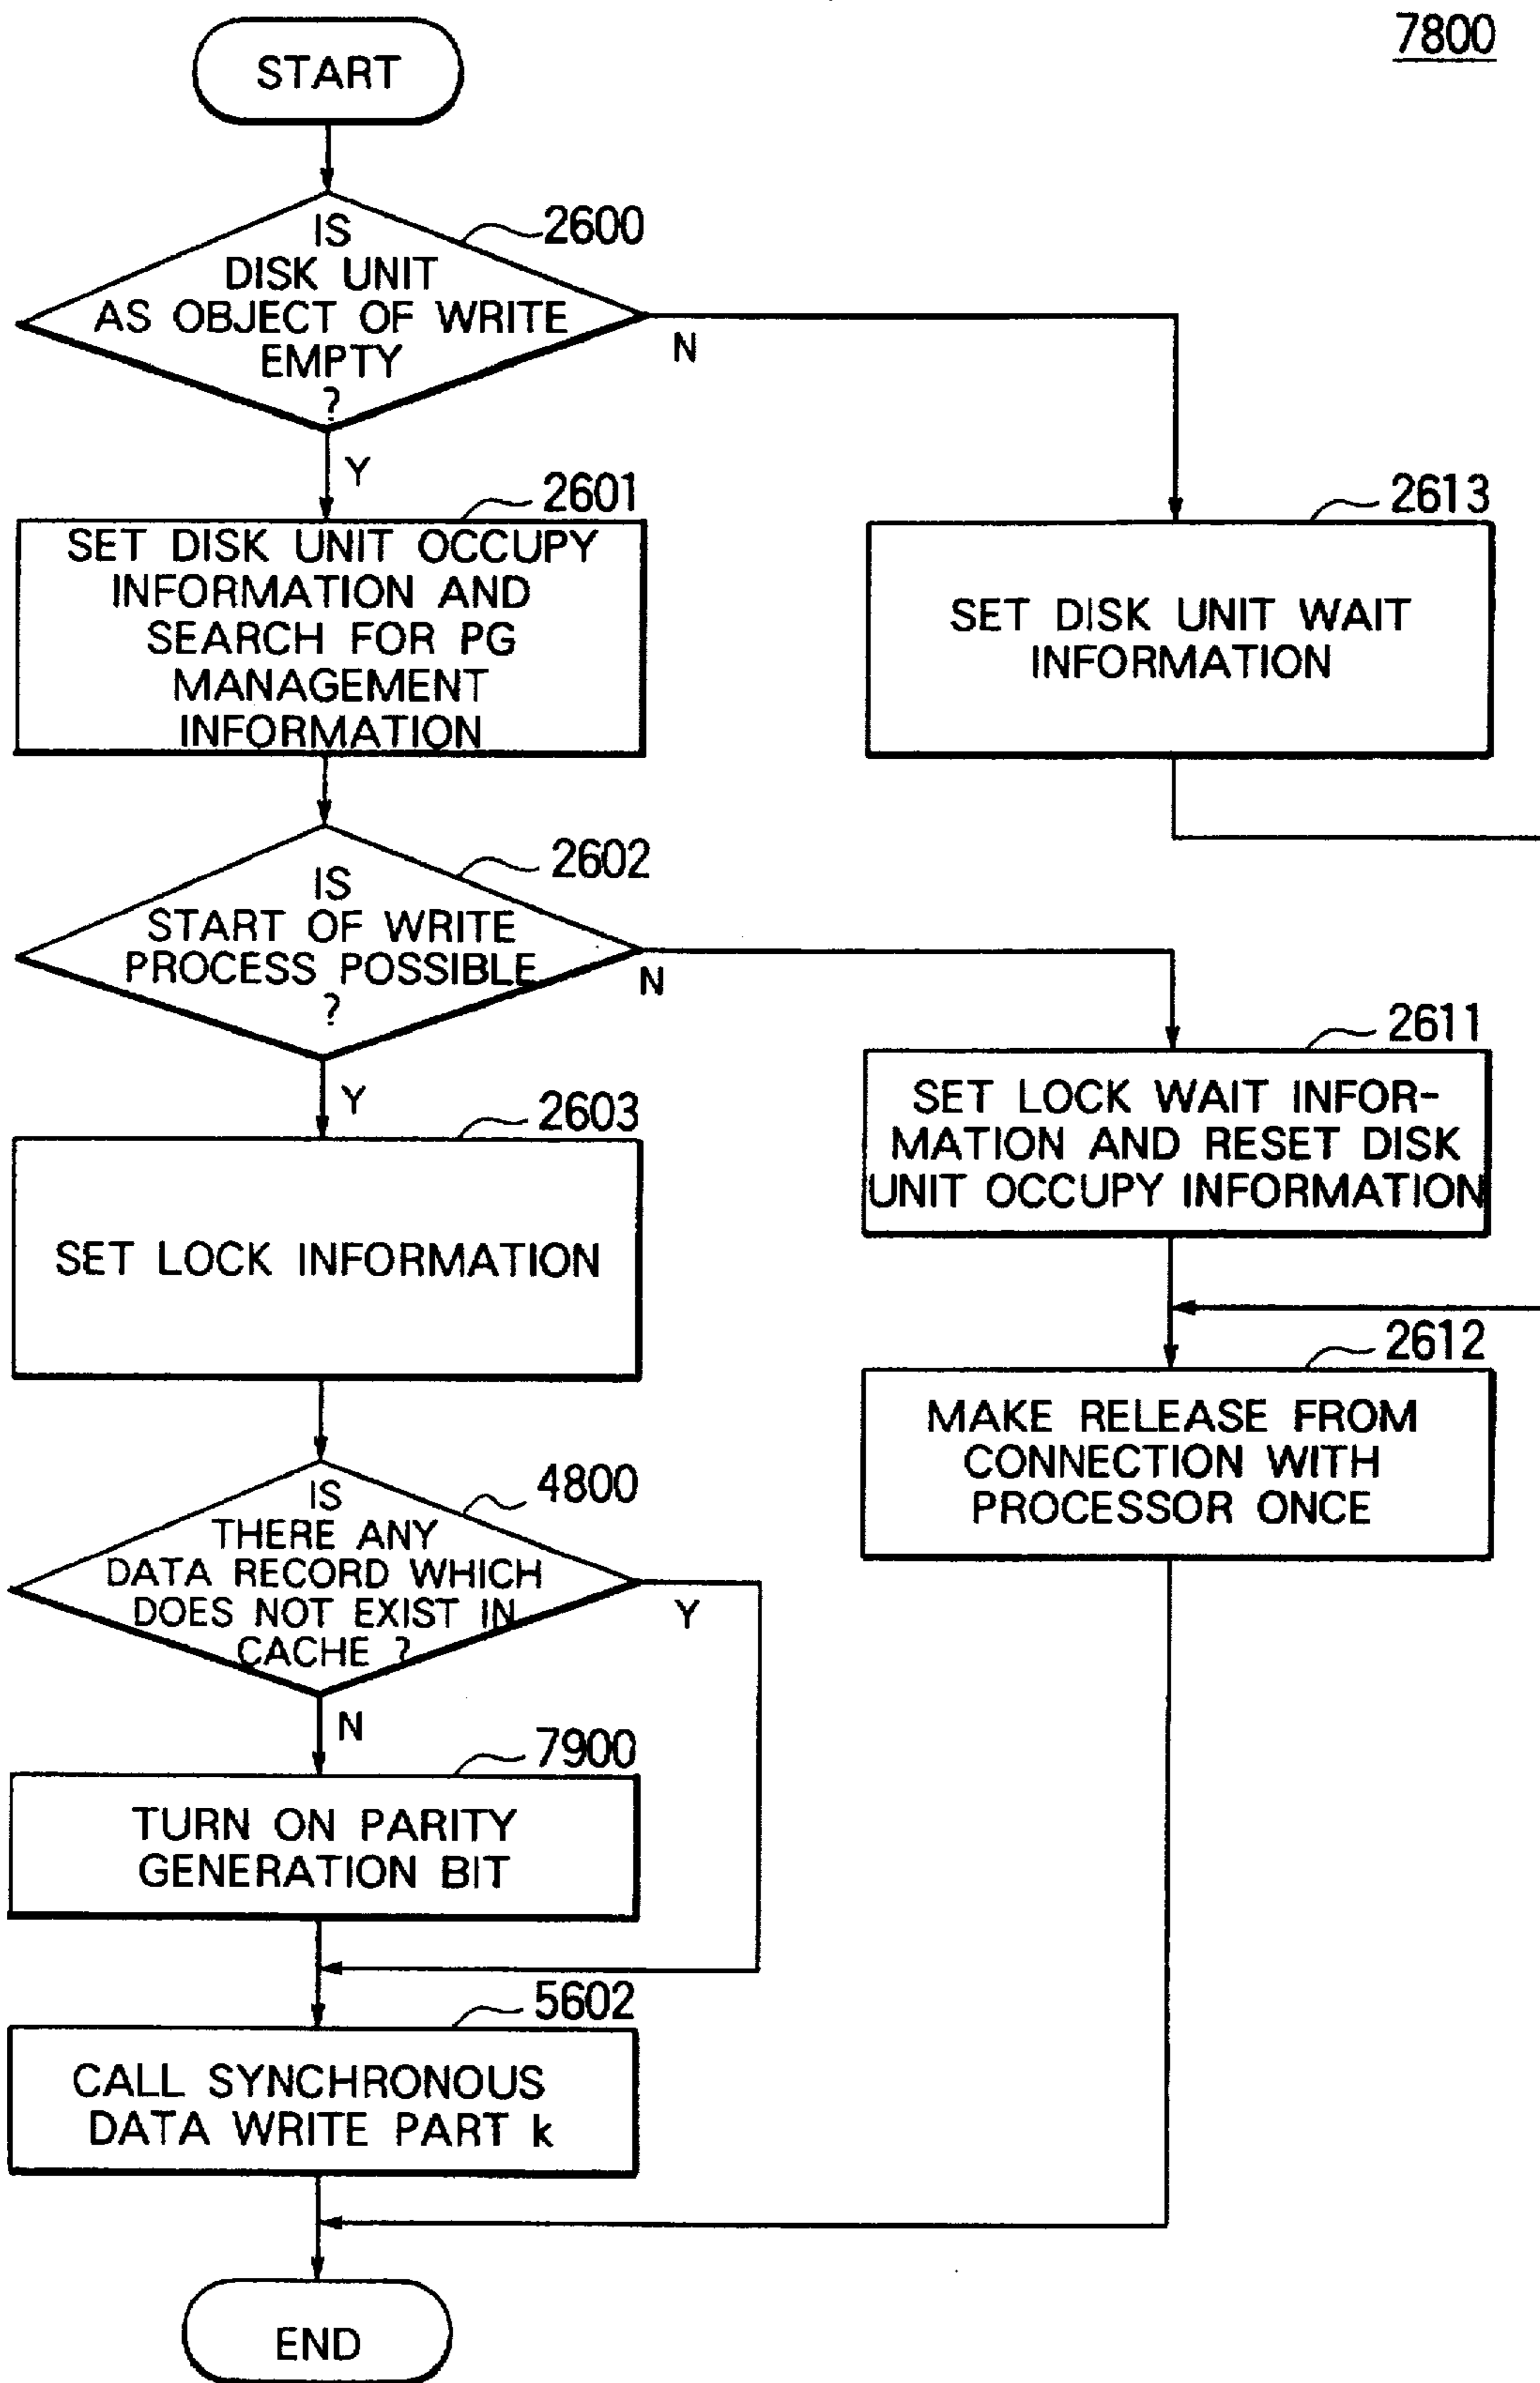 7800
START
2600
IS
DISK UNIT
AS OBJECT OF WRITE
EMPTY
?
N
Y
2601
SET DISK UNIT OCCUPY
INFORMATION AND
SEARCH FOR PG
MANAGEMENT
INFORMATION
2613
SET DISK UNIT WAIT
INFORMATION
2602
IS
START OF WRITE
PROCESS POSSIBLE
?
N
Y
2611
SET LOCK WAIT INFOR-
MATION AND RESET DISK
UNIT OCCUPY INFORMATION
2603
SET LOCK INFORMATION
2612
MAKE RELEASE FROM
CONNECTION WITH
PROCESSOR ONCE
4800
IS
THERE ANY
DATA RECORD WHICH
DOES NOT EXIST IN
CACHE ?
Y
N
7900
TURN ON PARITY
GENERATION BIT
5602
CALL SYNCHRONOUS
DATA WRITE PART k
END